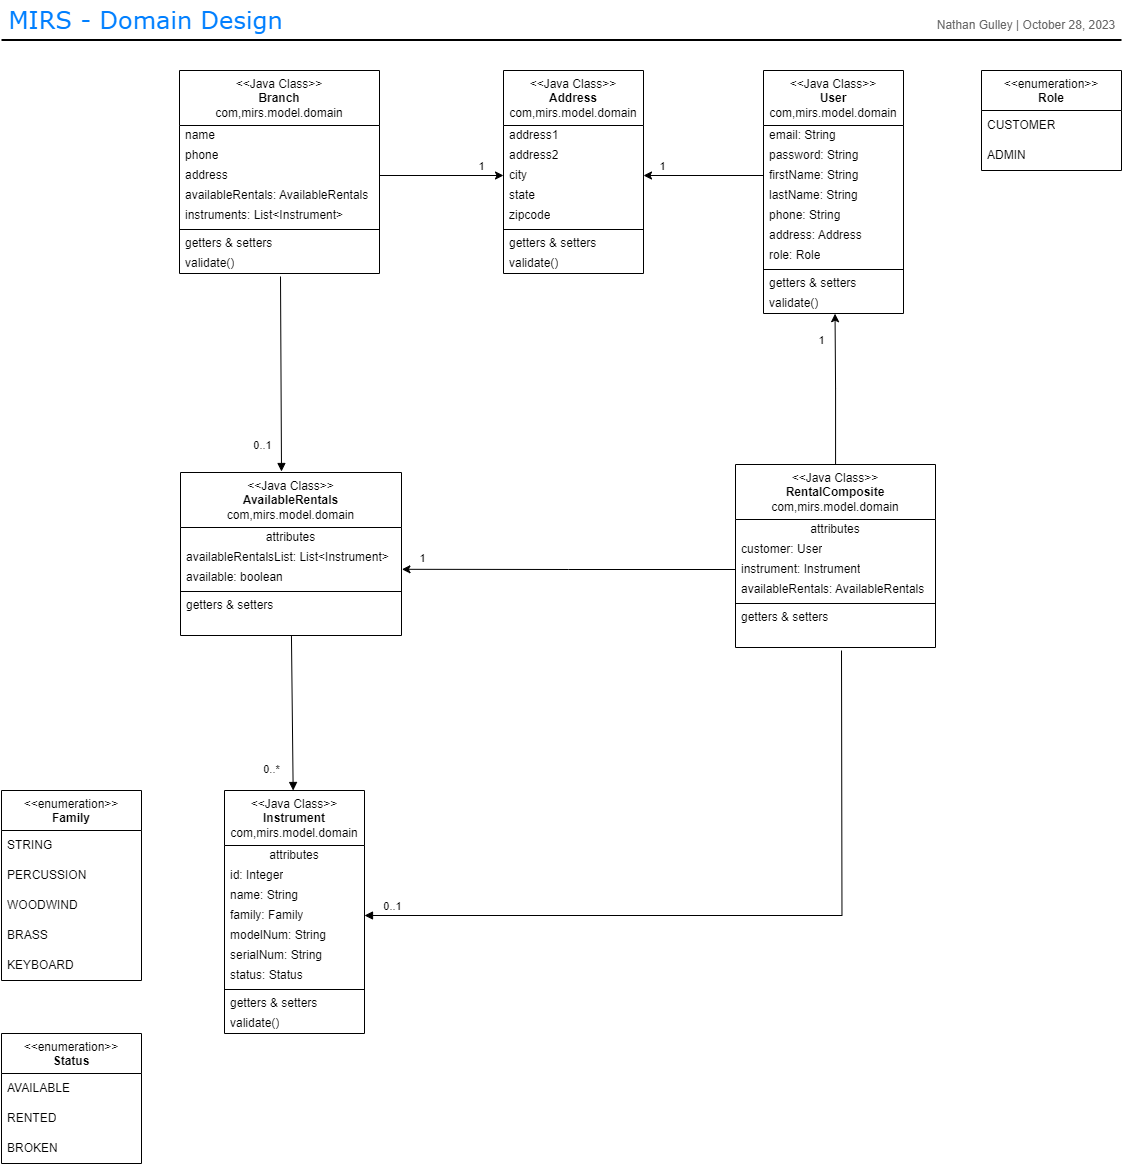 MIRS - Domain Design
Nathan Gulley | October 28, 2023
<<Java Class>>
Branch
com,mirs.model.domain
name
phone
address
availableRentals: AvailableRentals
instruments: List<Instrument>
getters & setters
validate()
1
<<Java Class>>
Address
com,mirs.model.domain
address1
address2
city
state
zipcode
getters & setters
validate()
1
<<Java Class>>
User
com,mirs.model.domain
email: String
password: String
firstName: String
lastName: String
phone: String
address: Address
role: Role
getters & setters
validate()
<<enumeration>>
Role
CUSTOMER
ADMIN
1
0..1
<<Java Class>>
AvailableRentals
com,mirs.model.domain
attributes
availableRentalsList: List<Instrument>
available: boolean
getters & setters
1
<<Java Class>>
RentalComposite
com,mirs.model.domain
attributes
customer: User
instrument: Instrument
availableRentals: AvailableRentals
getters & setters
0..*
<<enumeration>>
Family
STRING
PERCUSSION
WOODWIND
BRASS
KEYBOARD
<<Java Class>>
Instrument
com,mirs.model.domain
attributes
id: Integer
name: String
family: Family
modelNum: String
serialNum: String
status: Status
getters & setters
validate()
0..1
<<enumeration>>
Status
AVAILABLE
RENTED
BROKEN